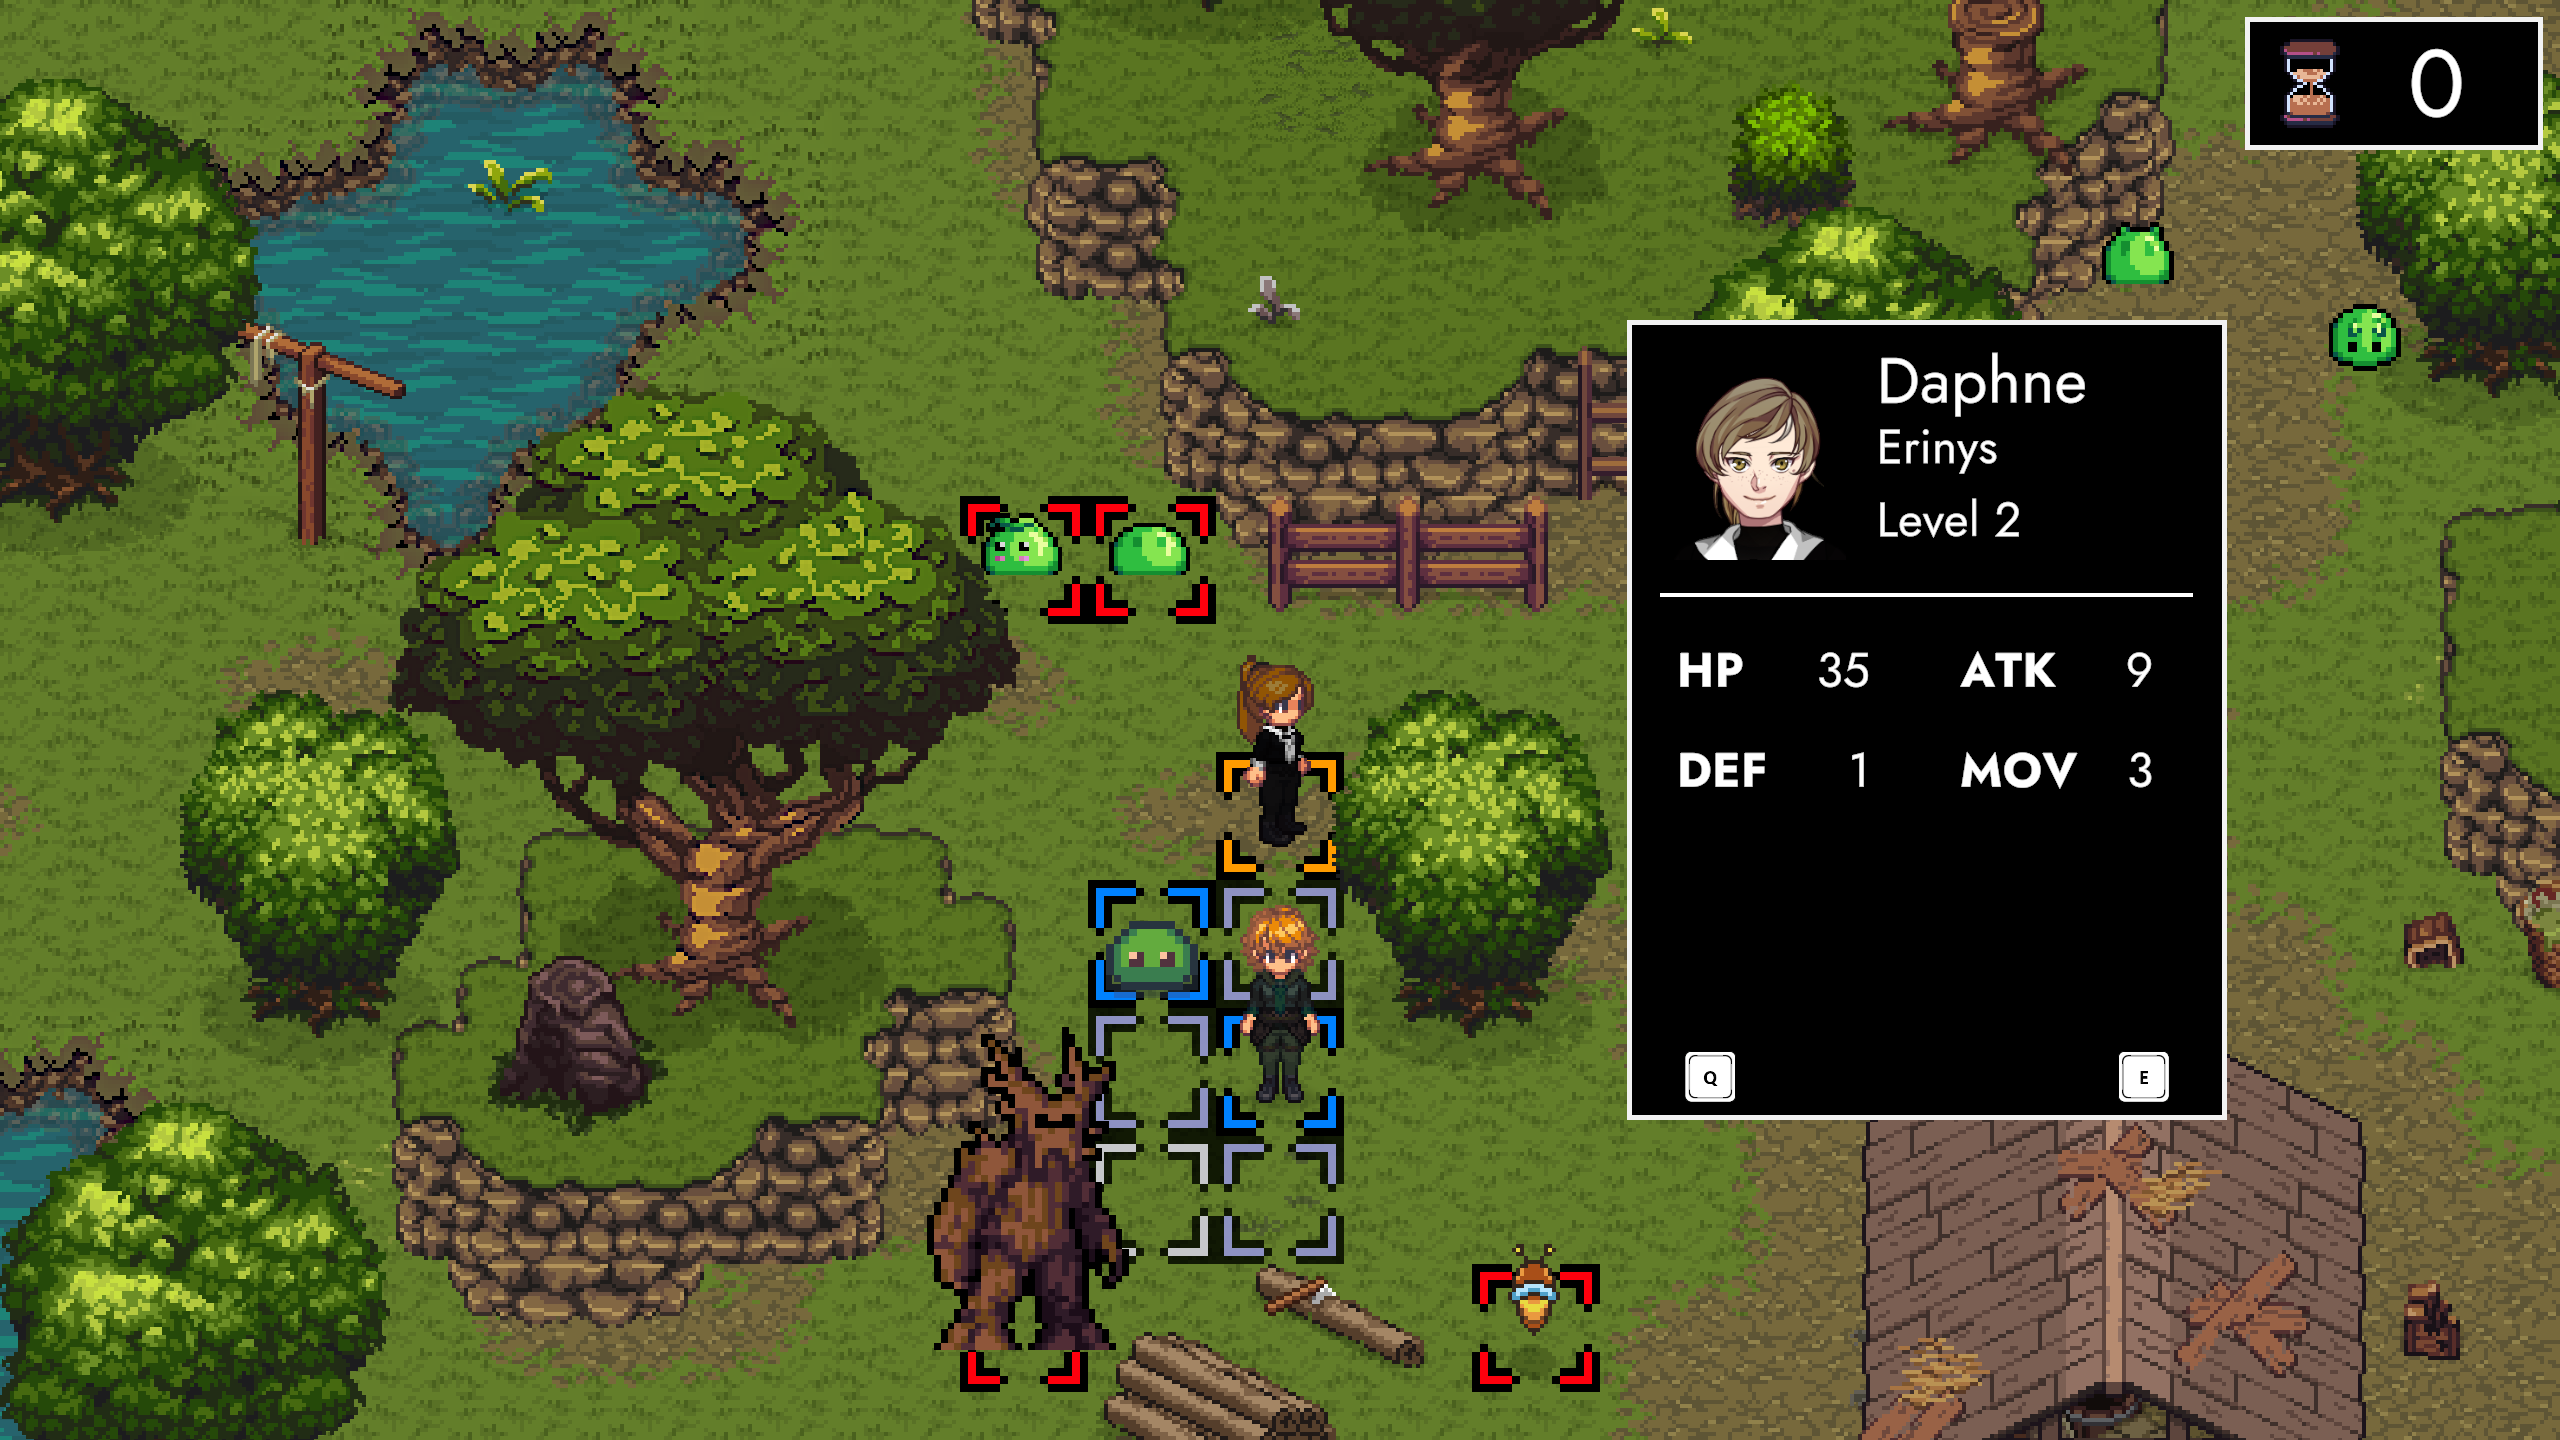 0
Daphne
Erinys
Level 2
HP 35 ATK 9
DEF 1 MOV 3
Q E